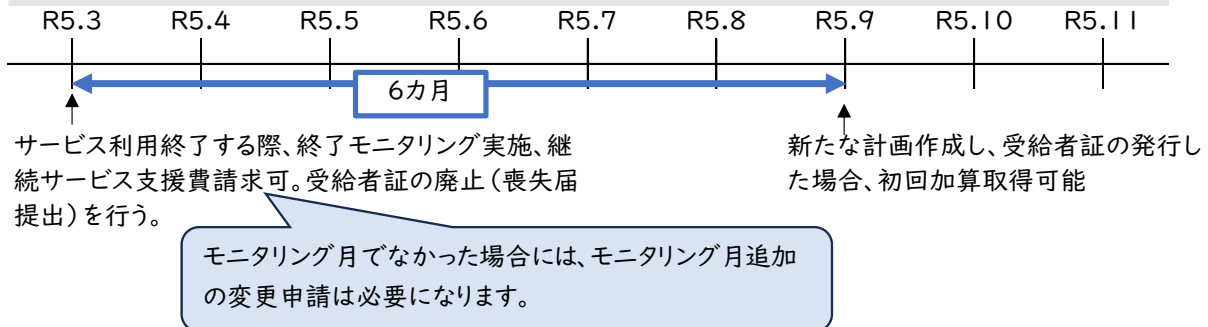 R5.3 R5.4 R5.5 R5.6 R5.7 R5.8 R5.9 R5.10 R5.11
6カ月
サービス利用終了する際、終了モニタリング実施、継
続サービス支援費請求可。受給者証の廃止（喪失届
提出）を行う。
新たな計画作成し、受給者証の発行し
た場合、初回加算取得可能
モニタリング月でなかった場合には、モニタリング月追加
の変更申請は必要になります。